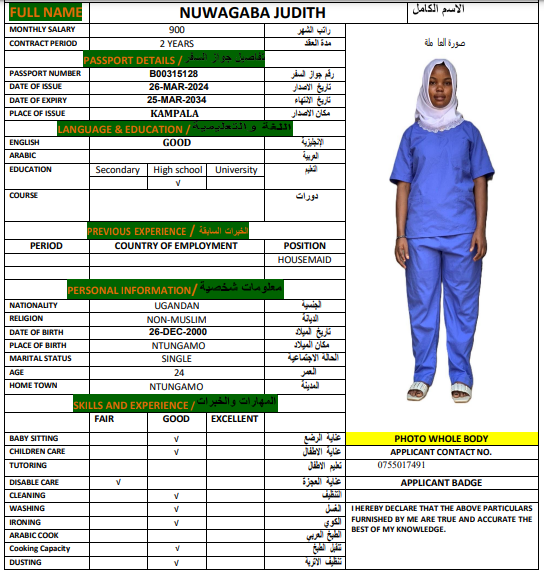 FULL NAME NUWAGABA JUDITH الاسم الكامل
MONTHLY SALARY 900 راتب الشهر
CONTRACT PERIOD 2 YEARS مدة العقد
صورة العاملة
PASSPORT DETAILS / تفاصيل جواز السفر
PASSPORT NUMBER B00315128 رقم جواز السفر
DATE OF ISSUE 26-MAR-2024 تاريخ الاصدار
DATE OF EXPIRY 25-MAR-2034 تاريخ الانتهاء
PLACE OF ISSUE KAMPALA مكان الاصدار
LANGUAGE & EDUCATION / اللغة و التعليمية
ENGLISH GOOD الإنجليزية
ARABIC العربية
EDUCATION Secondary High school University التعليم
√
COURSE دورات
PREVIOUS EXPERIENCE / الخبرات السابقة
PERIOD COUNTRY OF EMPLOYMENT POSITION
HOUSEMAID
PERSONAL INFORMATION / معلومات شخصية
NATIONALITY UGANDAN الجنسية
RELIGION NON-MUSLIM الديانة
DATE OF BIRTH 26-DEC-2000 تاريخ الميلاد
PLACE OF BIRTH NTUNGAMO مكان الميلاد
MARITAL STATUS SINGLE الحالة الاجتماعية
AGE 24 العمر
HOME TOWN NTUNGAMO المدينة
SKILLS AND EXPERIENCE / المهارات والخبرات
FAIR GOOD EXCELLENT
BABY SITTING √ عناية الرضع
CHILDREN CARE √ عناية الاطفال
TUTORING تعليم الاطفال
DISABLE CARE √ عناية العجزة
CLEANING √ التنظيف
WASHING √ الغسل
IRONING √ الكوي
ARABIC COOK الطبخ العربي
Cooking Capacity √ تتقبل الطبخ
DUSTING √ تنظيف الاتربة
PHOTO WHOLE BODY
APPLICANT CONTACT NO.
0755017491
APPLICANT BADGE
I HEREBY DECLARE THAT THE ABOVE PARTICULARS
FURNISHED BY ME ARE TRUE AND ACCURATE THE
BEST OF MY KNOWLEDGE.